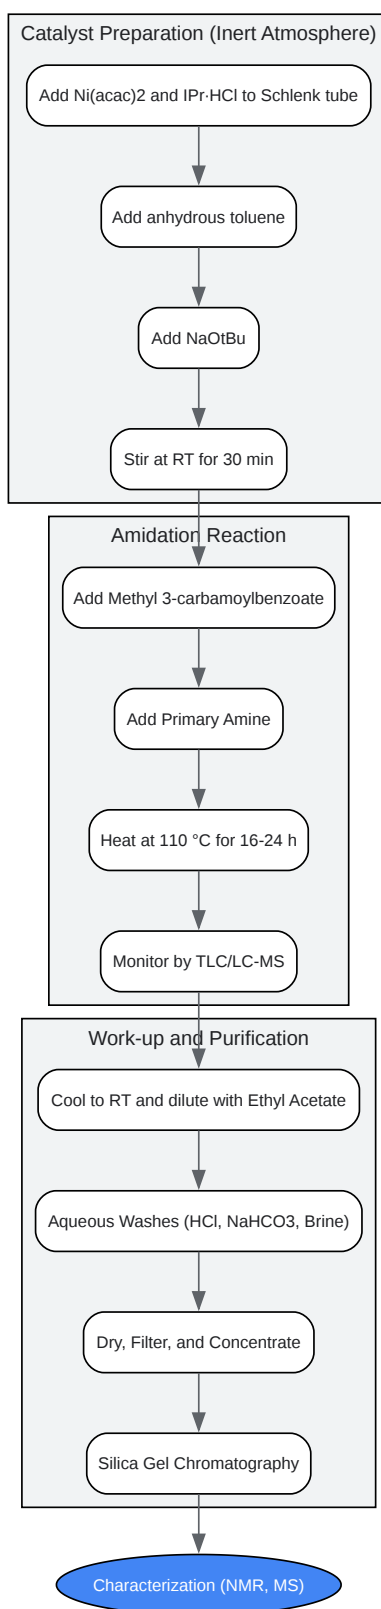 Catalyst Preparation (Inert Atmosphere)
Add Ni(acac)2 and IPr·HCl to Schlenk tube
Add anhydrous toluene
Add NaOtBu
Stir at RT for 30 min
Amidation Reaction
Add Methyl 3-carbamoylbenzoate
Add Primary Amine
Heat at 110 °C for 16-24 h
Monitor by TLC/LC-MS
Work-up and Purification
Cool to RT and dilute with Ethyl Acetate
Aqueous Washes (HCl, NaHCO3, Brine)
Dry, Filter, and Concentrate
Silica Gel Chromatography
Characterization (NMR, MS)